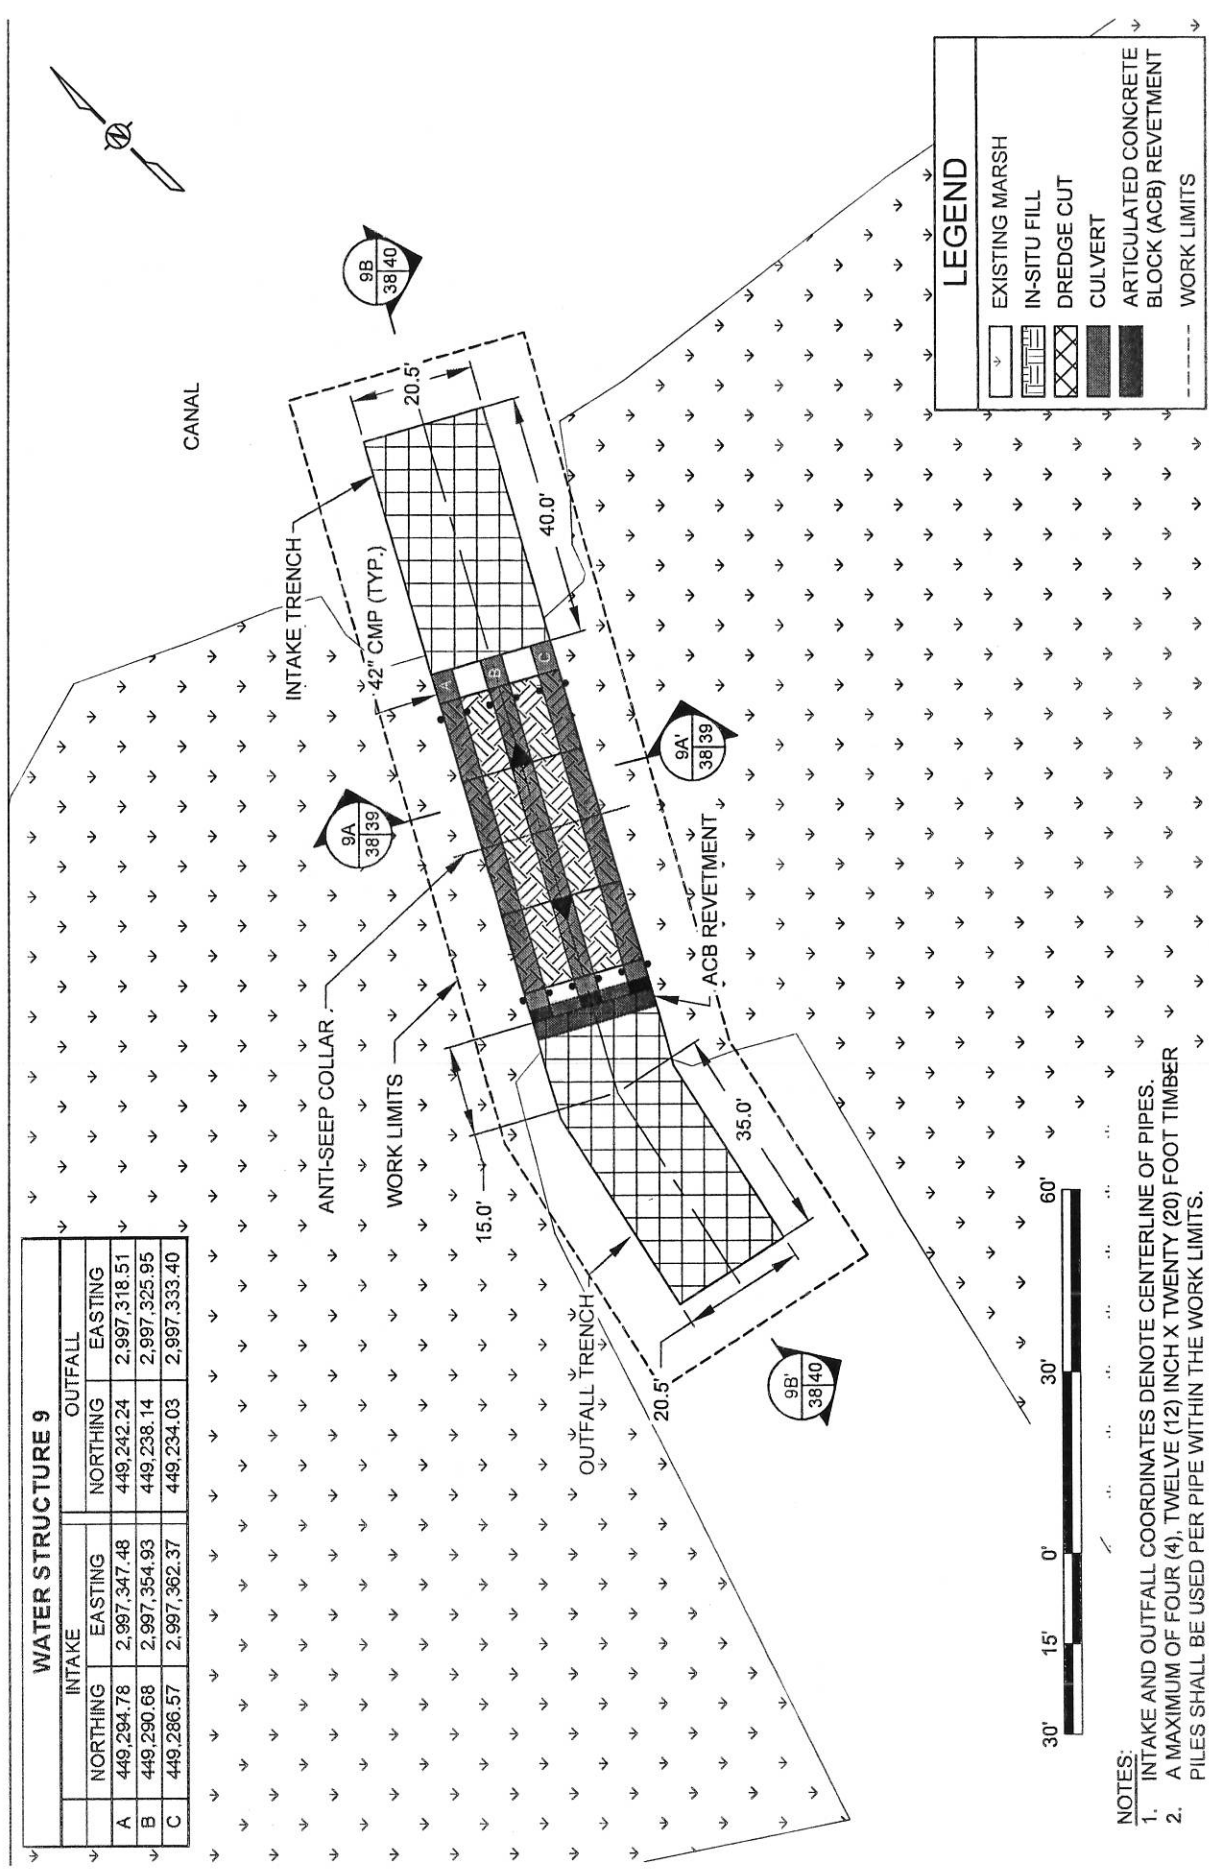 WATER STRUCTURE 9
INTAKE OUTFALL
NORTHING EASTING NORTHING EASTING
A 449,294.78 2,997,347.48 449,242.24 2,997,318.51
B 449,290.68 2,997,354.93 449,238.14 2,997,325.95
C 449,286.57 2,997,362.37 449,234.03 2,997,333.40
N
CANAL
9B
38 40
20.5'
INTAKE TRENCH
42" CMP (TYP.)
40.0'
A
B
C
9A
38 39
9A'
38 39
ANTI-SEEP COLLAR
WORK LIMITS
ACB REVETMENT
15.0'
35.0'
OUTFALL TRENCH
20.5'
9B'
38 40
LEGEND
EXISTING MARSH
IN-SITU FILL
DREDGE CUT
CULVERT
ARTICULATED CONCRETE
BLOCK (ACB) REVETMENT
WORK LIMITS
30' 15' 0' 30' 60'
NOTES:
1. INTAKE AND OUTFALL COORDINATES DENOTE CENTERLINE OF PIPES.
2. A MAXIMUM OF FOUR (4), TWELVE (12) INCH X TWENTY (20) FOOT TIMBER
PILES SHALL BE USED PER PIPE WITHIN THE WORK LIMITS.